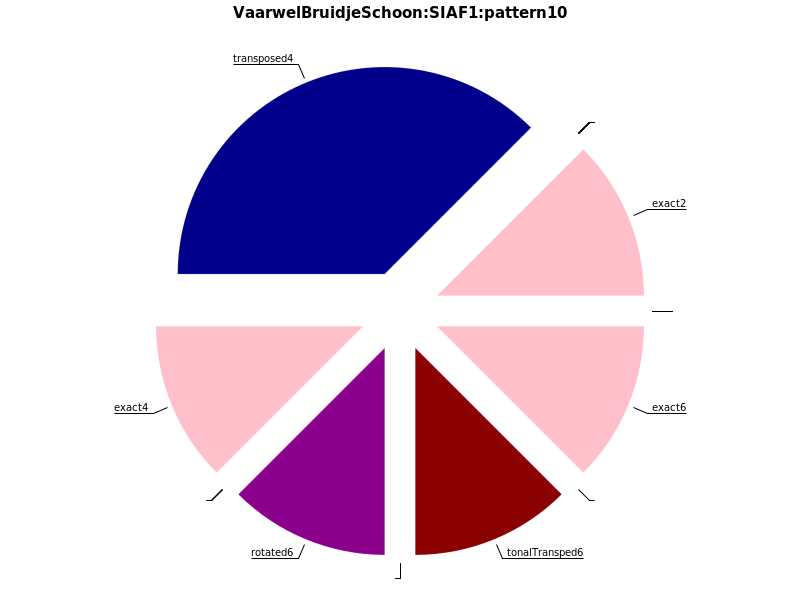 VaarwelBruidjeSchoon:SIAF1:pattern10
transposed4
exact2
exact4
exact6
rotated6
tonalTransped6